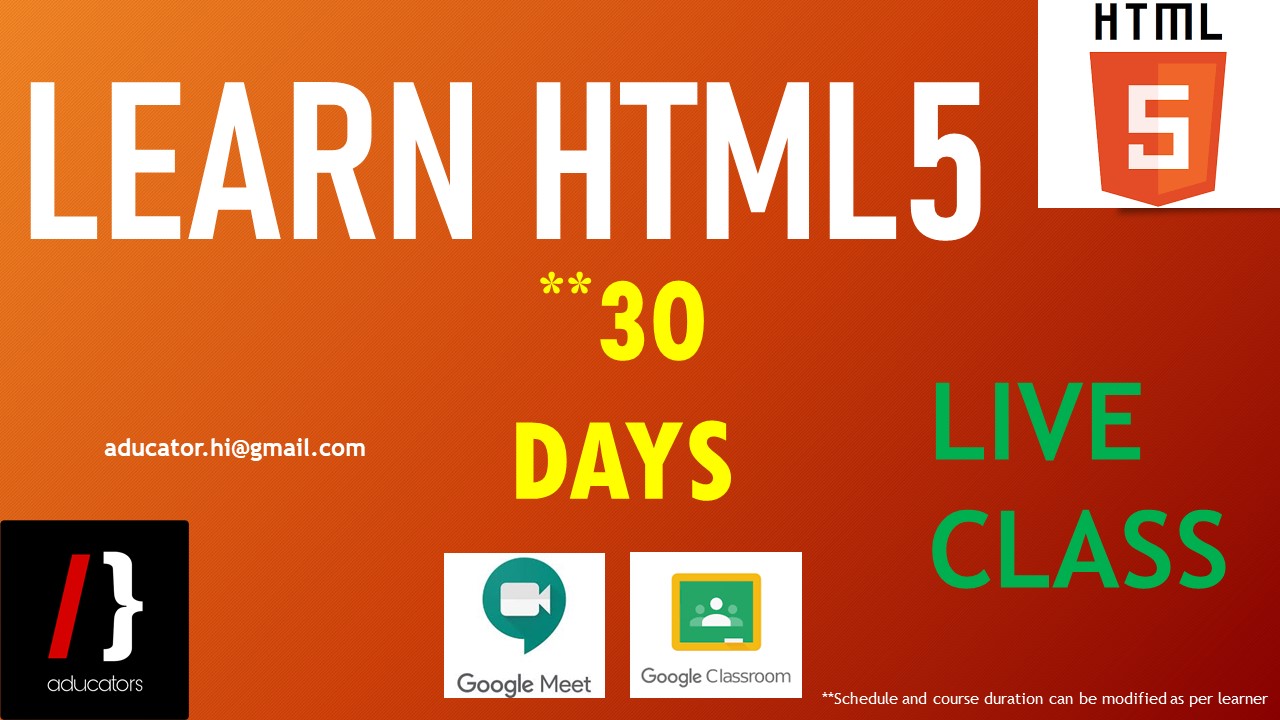 HTML
5
LEARN HTML5
**30
DAYS
LIVE
CLASS
aducator.hi@gmail.com
/}
aducators
Google Meet
Google Classroom
**Schedule and course duration can be modified as per learner